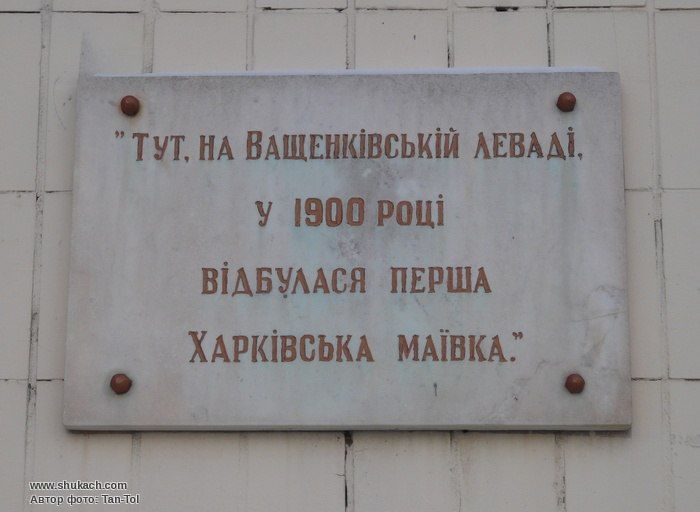 "Тут, на Ващенківській леваді,
у 1900 році
відбулася перша
Харківська маївка."
www.shukach.com
Автор фото: Tan-Tol